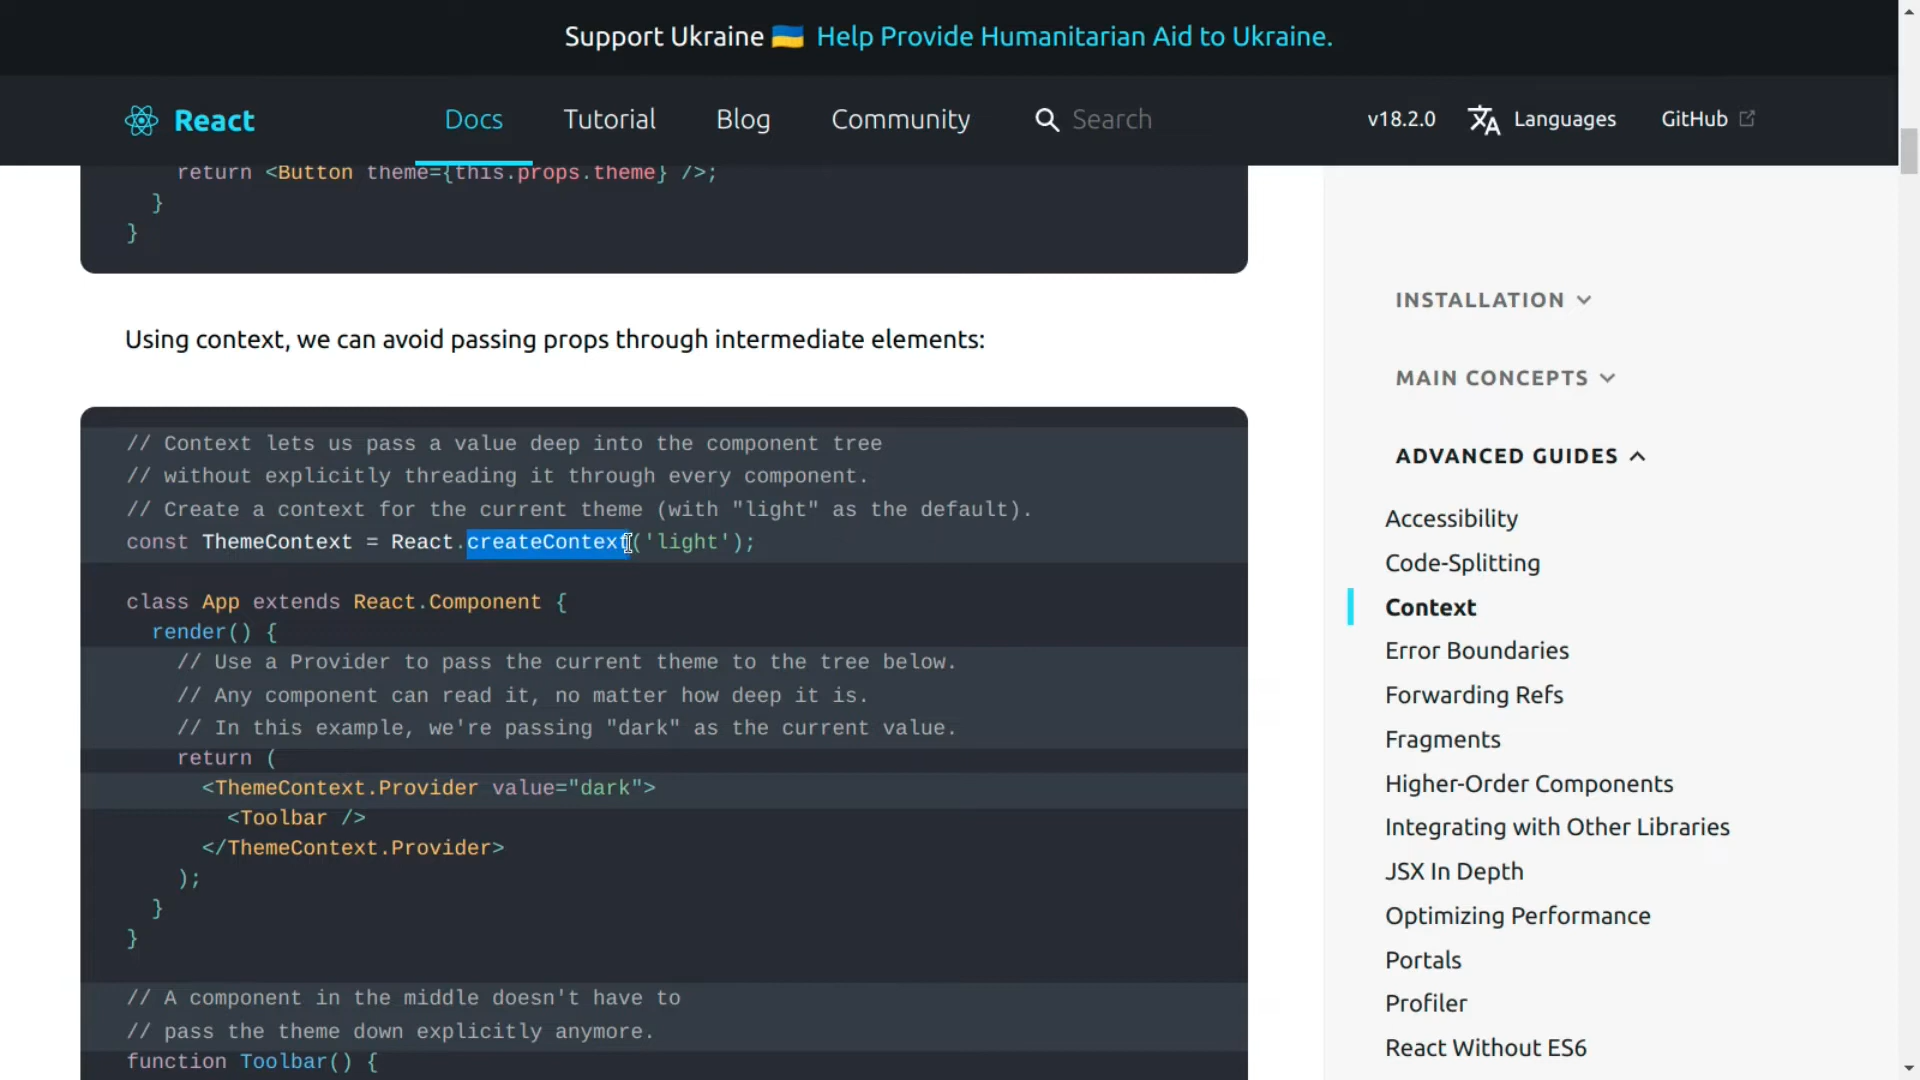 Support Ukraine 🇺🇦 Help Provide Humanitarian Aid to Ukraine.
React Docs Tutorial Blog Community Search v18.2.0 Languages GitHub
return <Button theme={this.props.theme} />;
}
}
Using context, we can avoid passing props through intermediate elements:
// Context lets us pass a value deep into the component tree
// without explicitly threading it through every component.
// Create a context for the current theme (with "light" as the default).
const ThemeContext = React.createContext('light');
class App extends React.Component {
render() {
// Use a Provider to pass the current theme to the tree below.
// Any component can read it, no matter how deep it is.
// In this example, we're passing "dark" as the current value.
return (
<ThemeContext.Provider value="dark">
<Toolbar />
</ThemeContext.Provider>
);
}
}
// A component in the middle doesn't have to
// pass the theme down explicitly anymore.
function Toolbar() {
INSTALLATION
MAIN CONCEPTS
ADVANCED GUIDES
Accessibility
Code-Splitting
Context
Error Boundaries
Forwarding Refs
Fragments
Higher-Order Components
Integrating with Other Libraries
JSX In Depth
Optimizing Performance
Portals
Profiler
React Without ES6